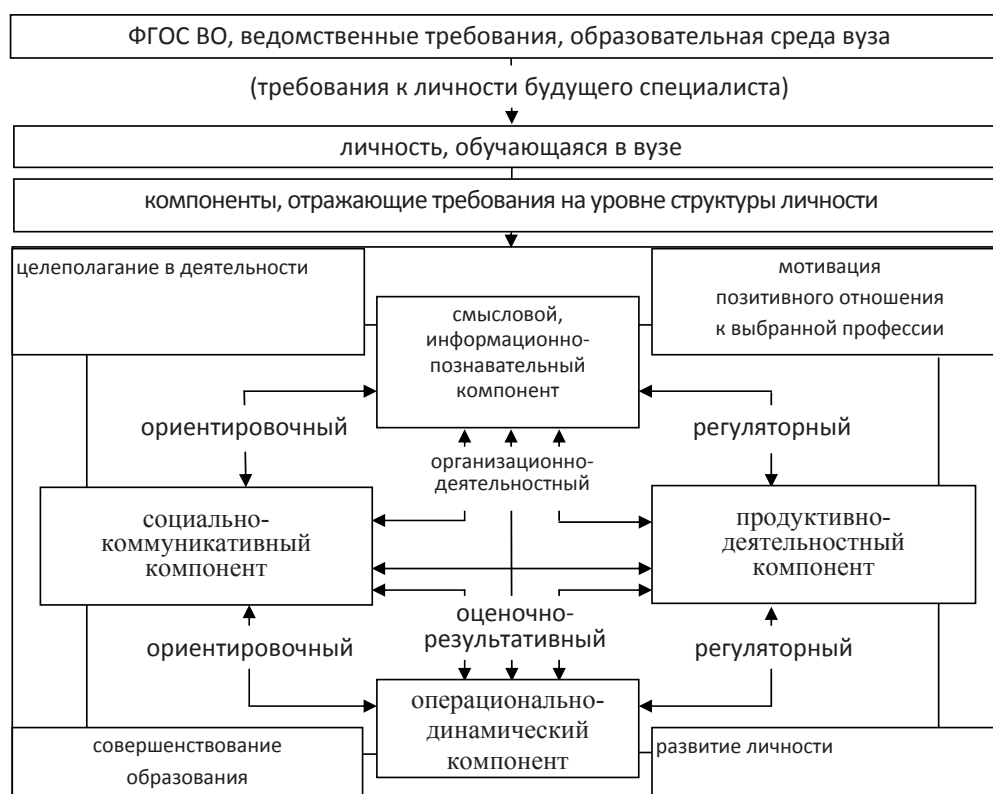 ФГОС ВО, ведомственные требования, образовательная среда вуза
(требования к личности будущего специалиста)
личность, обучающаяся в вузе
компоненты, отражающие требования на уровне структуры личности
целеполагание в деятельности
мотивация
позитивного отношения
к выбранной профессии
смысловой,
информационно-
познавательный
компонент
ориентировочный
регуляторный
организационно-
деятельностный
социально-
коммуникативный
компонент
продуктивно-
деятельностный
компонент
оценочно-
результативный
ориентировочный
регуляторный
операционально-
динамический
компонент
совершенствование
образования
развитие личности